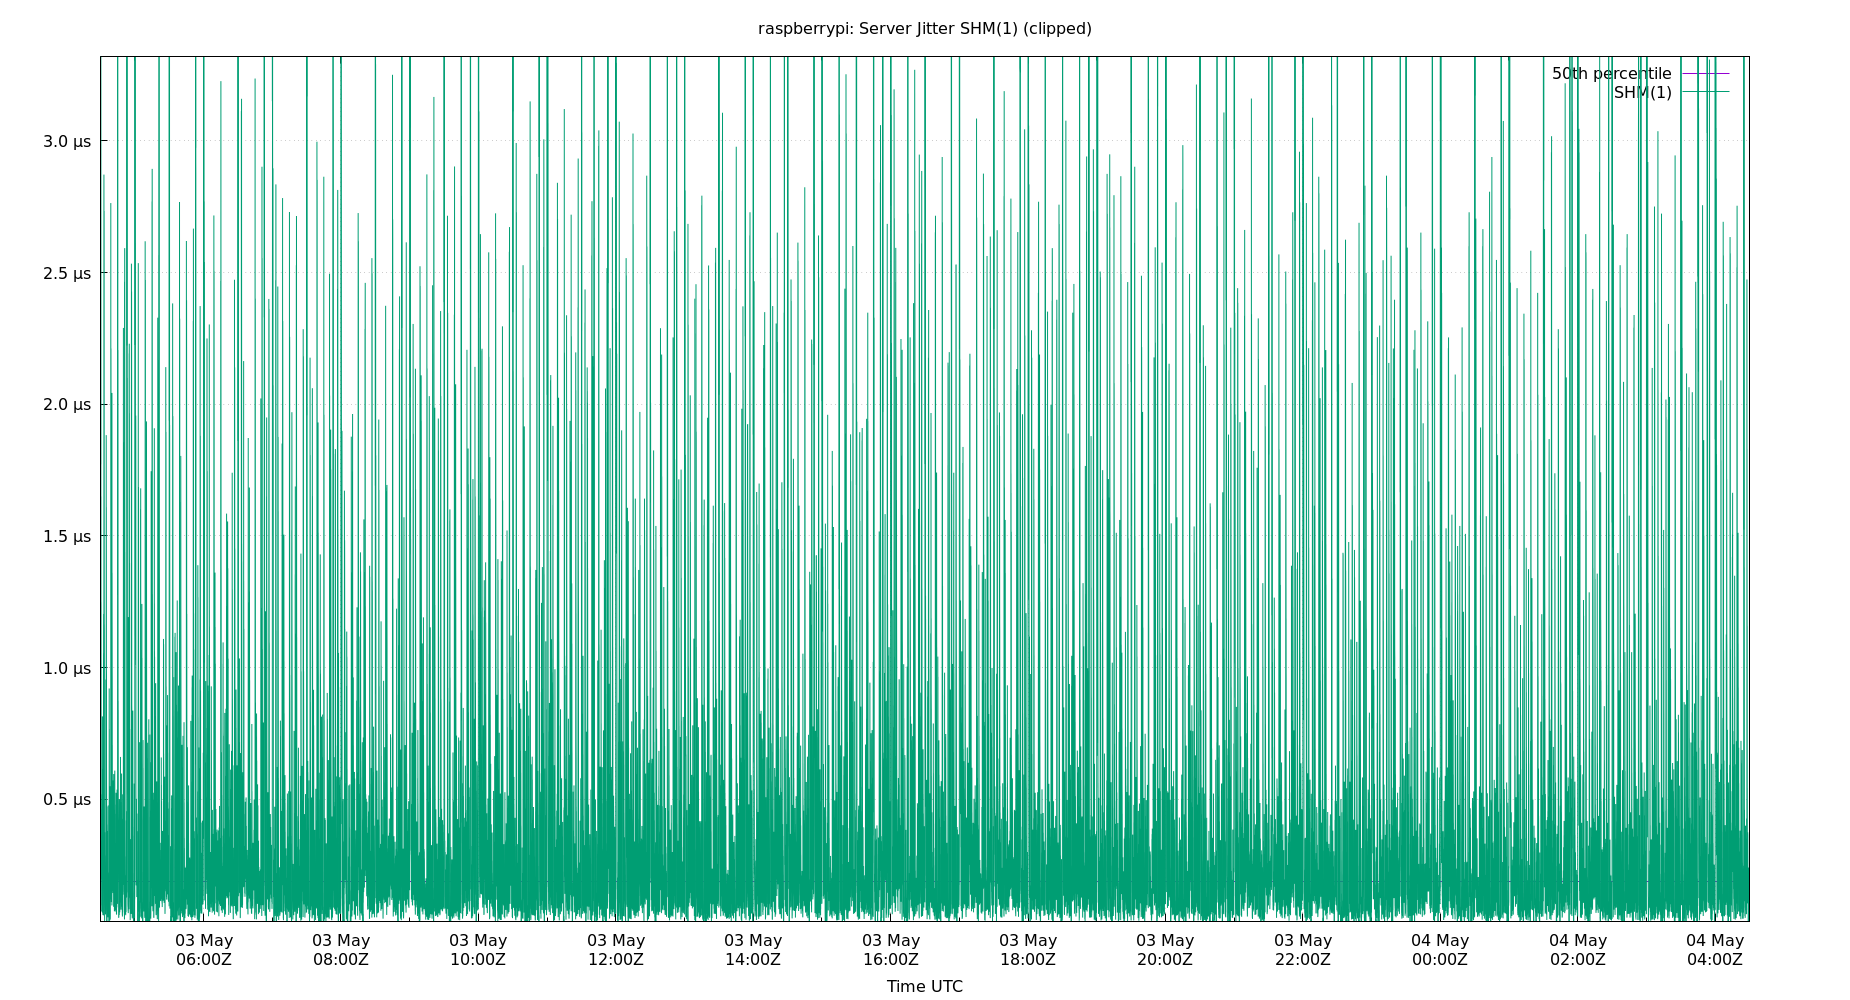 raspberrypi: Server Jitter SHM(1) (clipped)
50th percentile
SHM(1)
3.0 µs
2.5 µs
2.0 µs
1.5 µs
1.0 µs
0.5 µs
03 May 03 May 03 May 03 May 03 May 03 May 03 May 03 May 03 May 04 May 04 May 04 May
06:00Z 08:00Z 10:00Z 12:00Z 14:00Z 16:00Z 18:00Z 20:00Z 22:00Z 00:00Z 02:00Z 04:00Z
Time UTC